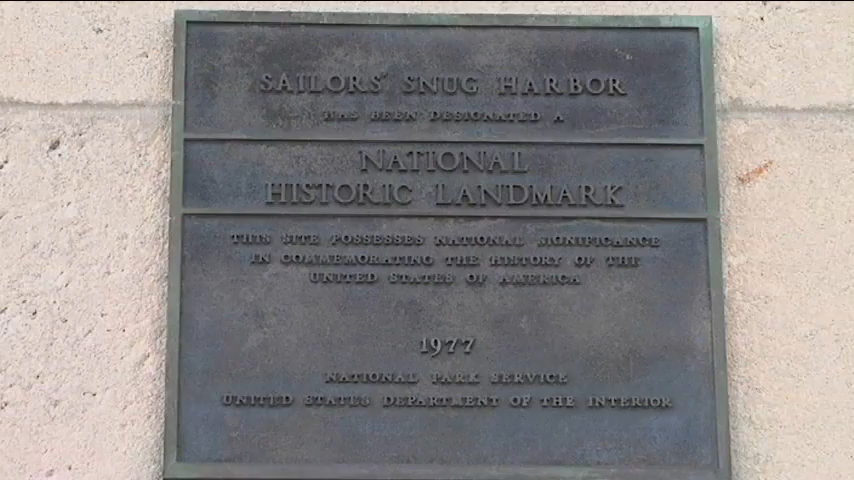 SAILORS' SNUG HARBOR
HAS BEEN DESIGNATED A
NATIONAL
HISTORIC LANDMARK
THIS SITE POSSESSES NATIONAL SIGNIFICANCE
IN COMMEMORATING THE HISTORY OF THE
UNITED STATES OF AMERICA
1977
NATIONAL PARK SERVICE
UNITED STATES DEPARTMENT OF THE INTERIOR